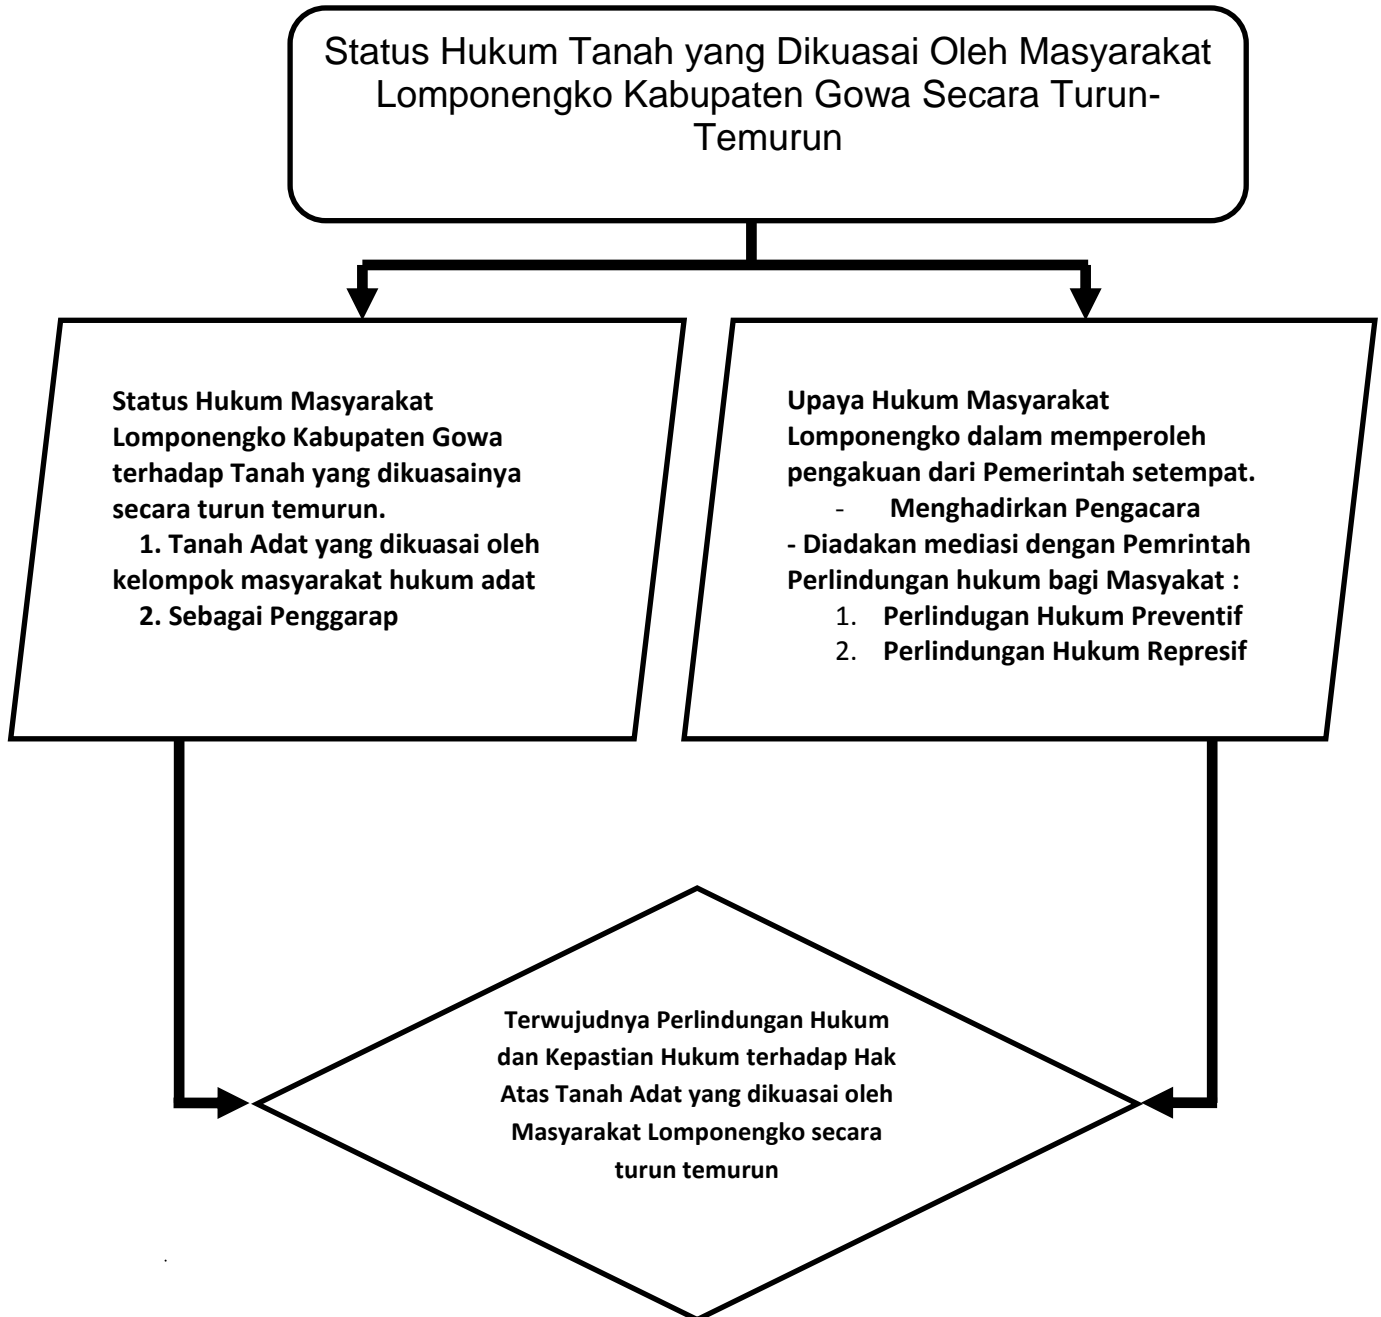 Status Hukum Tanah yang Dikuasai Oleh Masyarakat
Lomponengko Kabupaten Gowa Secara Turun-
Temurun
Status Hukum Masyarakat
Lomponengko Kabupaten Gowa
terhadap Tanah yang dikuasainya
secara turun temurun.
1. Tanah Adat yang dikuasai oleh
kelompok masyarakat hukum adat
2. Sebagai Penggarap
Upaya Hukum Masyarakat
Lomponengko dalam memperoleh
pengakuan dari Pemerintah setempat.
- Menghadirkan Pengacara
- Diadakan mediasi dengan Pemrintah
Perlindungan hukum bagi Masyakat :
1. Perlindugan Hukum Preventif
2. Perlindungan Hukum Represif
Terwujudnya Perlindungan Hukum
dan Kepastian Hukum terhadap Hak
Atas Tanah Adat yang dikuasai oleh
Masyarakat Lomponengko secara
turun temurun
.